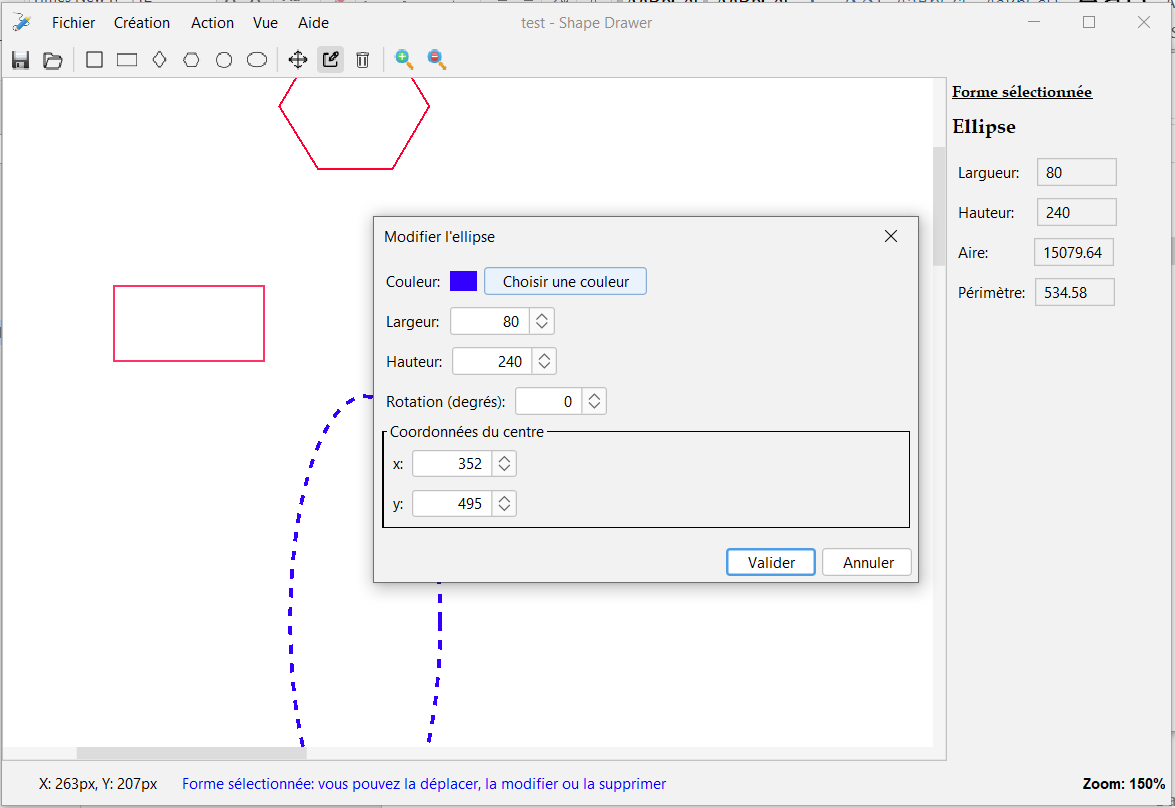 Fichier Création Action Vue Aide test - Shape Drawer
Forme sélectionnée
Ellipse
Largueur: 80
Hauteur: 240
Aire: 15079.64
Périmètre: 534.58
Modifier l'ellipse
Couleur: Choisir une couleur
Largeur: 80
Hauteur: 240
Rotation (degrés): 0
Coordonnées du centre
x: 352
y: 495
Valider Annuler
X: 263px, Y: 207px Forme sélectionnée: vous pouvez la déplacer, la modifier ou la supprimer Zoom: 150%